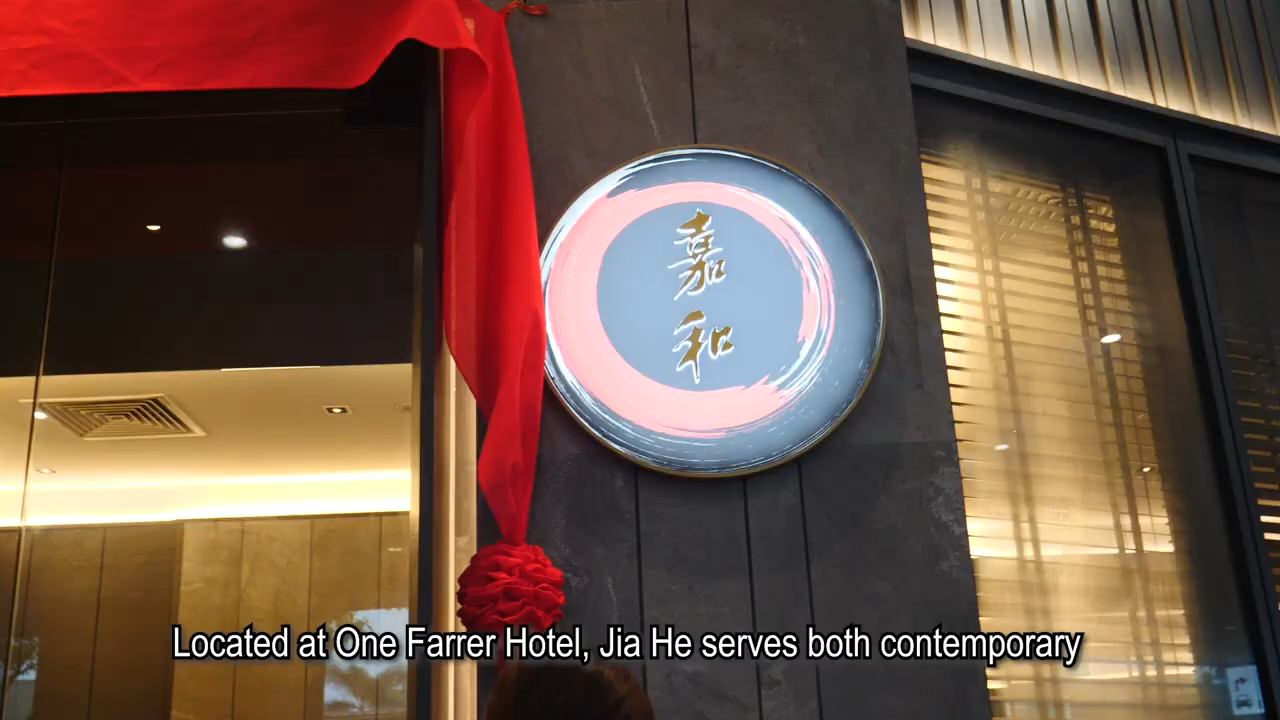 嘉和
Located at One Farrer Hotel, Jia He serves both contemporary